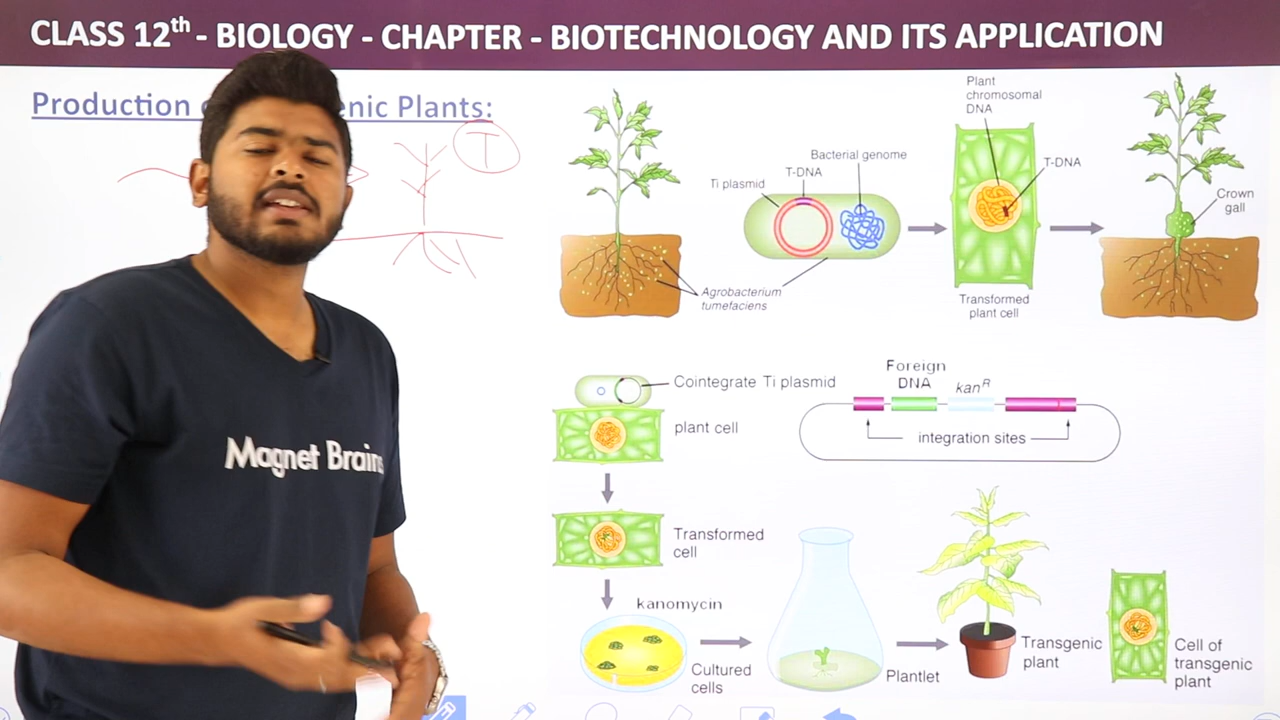 CLASS 12th - BIOLOGY - CHAPTER - BIOTECHNOLOGY AND ITS APPLICATION
Production
enic Plants:
T
Magnet Brains
Agrobacterium
tumefaciens
Ti plasmid
T-DNA
Bacterial genome
Plant
chromosomal
DNA
T-DNA
Transformed
plant cell
Crown
gall
Cointegrate Ti plasmid
plant cell
Foreign
DNA
kanR
integration sites
Transformed
cell
kanomycin
Cultured
cells
Plantlet
Transgenic
plant
Cell of
transgenic
plant